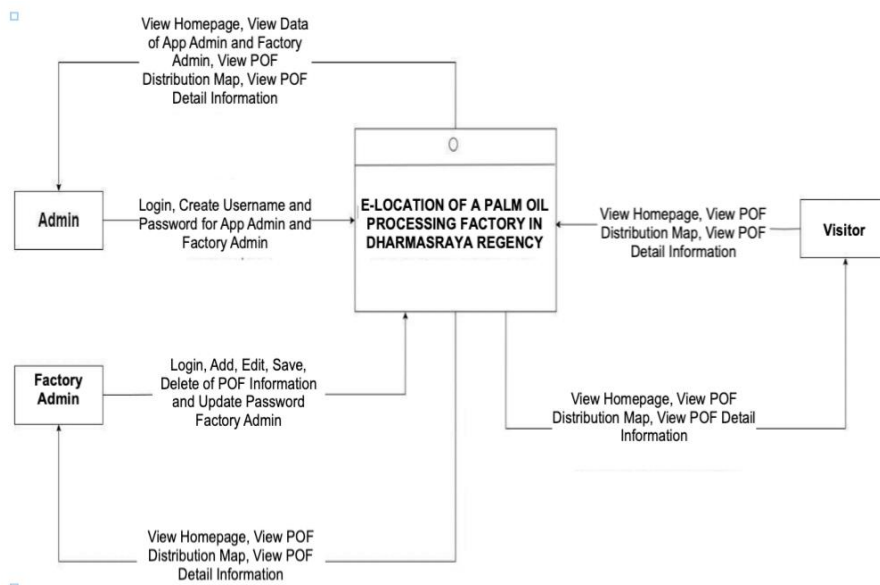 View Homepage, View Data
of App Admin and Factory
Admin, View POF
Distribution Map, View POF
Detail Information
Admin
Login, Create Username and
Password for App Admin and
Factory Admin
E-LOCATION OF A PALM OIL
PROCESSING FACTORY IN
DHARMASRAYA REGENCY
View Homepage, View POF
Distribution Map, View POF
Detail Information
Visitor
Factory
Admin
Login, Add, Edit, Save,
Delete of POF Information
and Update Password
Factory Admin
View Homepage, View POF
Distribution Map, View POF Detail
Information
View Homepage, View POF
Distribution Map, View POF
Detail Information